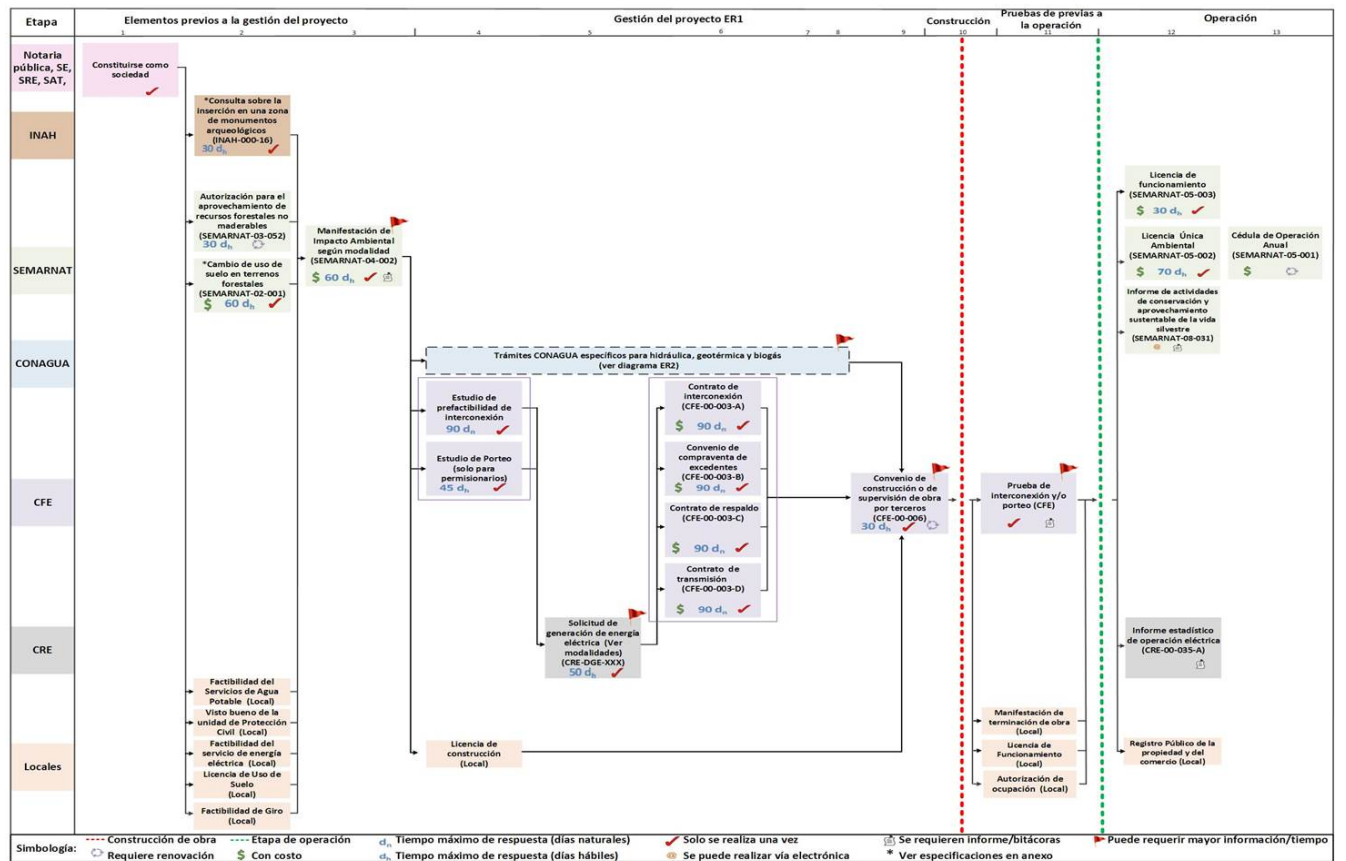 Etapa
Elementos previos a la gestión del proyecto
Gestión del proyecto ER1
Construcción
Pruebas de previas a
la operación
Operación
1
2
3
4
5
6
7
8
9
10
11
12
13
Notaria
pública, SE,
SRE, SAT,
Constituirse como
sociedad
INAH
*Consulta sobre la
inserción en una zona
de monumentos
arqueológicos
(INAH-000-16)
30 dh
SEMARNAT
Autorización para el
aprovechamiento de
recursos forestales no
maderables
(SEMARNAT-03-052)
30 dh
*Cambio de uso de
suelo en terrenos
forestales
(SEMARNAT-02-001)
$ 60 dh
Manifestación de
Impacto Ambiental
según modalidad
(SEMARNAT-04-002)
$ 60 dh
Licencia de
funcionamiento
(SEMARNAT-05-003)
$ 30 dh
Licencia Única
Ambiental
(SEMARNAT-05-002)
$ 70 dh
Cédula de Operación
Anual
(SEMARNAT-05-001)
$
Informe de actividades
de conservación y
aprovechamiento
sustentable de la vida
silvestre
(SEMARNAT-08-031)
@
CONAGUA
Trámites CONAGUA específicos para hidráulica, geotérmica y biogás
(ver diagrama ER2)
CFE
Estudio de
prefactibilidad de
interconexión
90 dn
Estudio de Porteo
(solo para
permisionarios)
45 dh
Contrato de
interconexión
(CFE-00-003-A)
$ 90 dn
Convenio de
compraventa de
excedentes
(CFE-00-003-B)
$ 90 dn
Contrato de respaldo
(CFE-00-003-C)
$ 90 dn
Contrato de
transmisión
(CFE-00-003-D)
$ 90 dn
Convenio de
construcción o de
supervisión de obra
por terceros
(CFE-00-006)
30 dh
Prueba de
interconexión y/o
porteo (CFE)
CRE
Solicitud de
generación de energía
eléctrica (Ver
modalidades)
(CRE-DGE-XXX)
50 dh
Informe estadístico
de operación eléctrica
(CRE-00-035-A)
Locales
Factibilidad del
Servicios de Agua
Potable (Local)
Visto bueno de la
unidad de Protección
Civil (Local)
Factibilidad del
servicio de energía
eléctrica (Local)
Licencia de Uso de
Suelo
(Local)
Factibilidad de Giro
(Local)
Licencia de
construcción
(Local)
Manifestación de
terminación de obra
(Local)
Licencia de
Funcionamiento
(Local)
Autorización de
ocupación (Local)
Registro Público de la
propiedad y del
comercio (Local)
Simbología:
Construcción de obra
Etapa de operación
dn Tiempo máximo de respuesta (días naturales)
Solo se realiza una vez
Se requieren informe/bitácoras
Puede requerir mayor información/tiempo
Requiere renovación
$ Con costo
dh Tiempo máximo de respuesta (días hábiles)
@ Se puede realizar vía electrónica
* Ver especificaciones en anexo